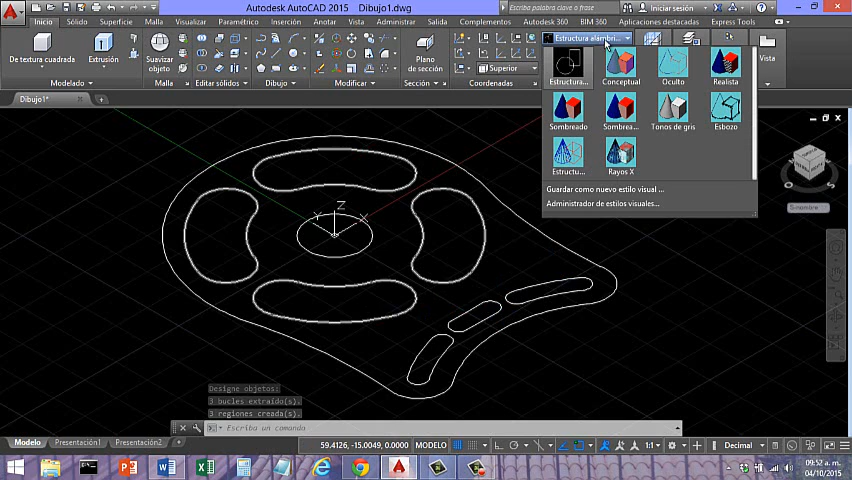 Autodesk AutoCAD 2015 Dibujo1.dwg
Escriba palabra clave o frase
Iniciar sesión
Inicio Sólido Superficie Malla Visualizar Paramétrico Inserción Anotar Vista Administrar Salida Complementos Autodesk 360 BIM 360 Aplicaciones destacadas Express Tools
De textura cuadrada
Extrusión
Suavizar objeto
Plano de sección
Superior
Estructura alámbri...
Vista
Modelado
Malla
Editar sólidos
Dibujo
Modificar
Sección
Coordenadas
Dibujo1*
Estructura... Conceptual Oculto Realista
Sombreado Sombrea... Tonos de gris Esbozo
Estructu... Rayos X
Guardar como nuevo estilo visual ...
Administrador de estilos visuales...
Z
Y
X
O
S
Designe objetos:
3 bucles extraído(s).
3 regiones creada(s).
Escriba un comando
Modelo Presentación1 Presentación2
59.4126, -15.0049, 0.0000 MODELO
1:1
Decimal
09:52 a. m.
04/10/2015